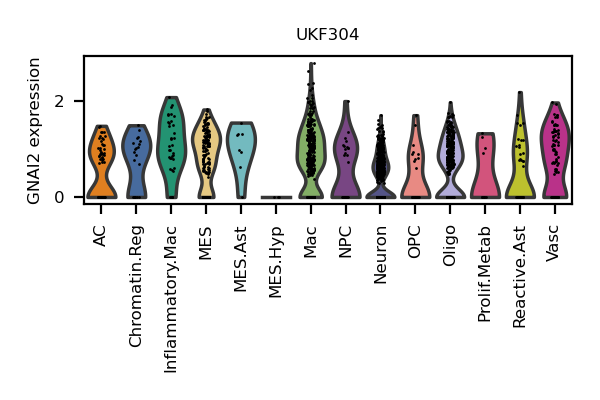 UKF304
GNAI2 expression
2
0
AC
Chromatin.Reg
Inflammatory.Mac
MES
MES.Ast
MES.Hyp
Mac
NPC
Neuron
OPC
Oligo
Prolif.Metab
Reactive.Ast
Vasc